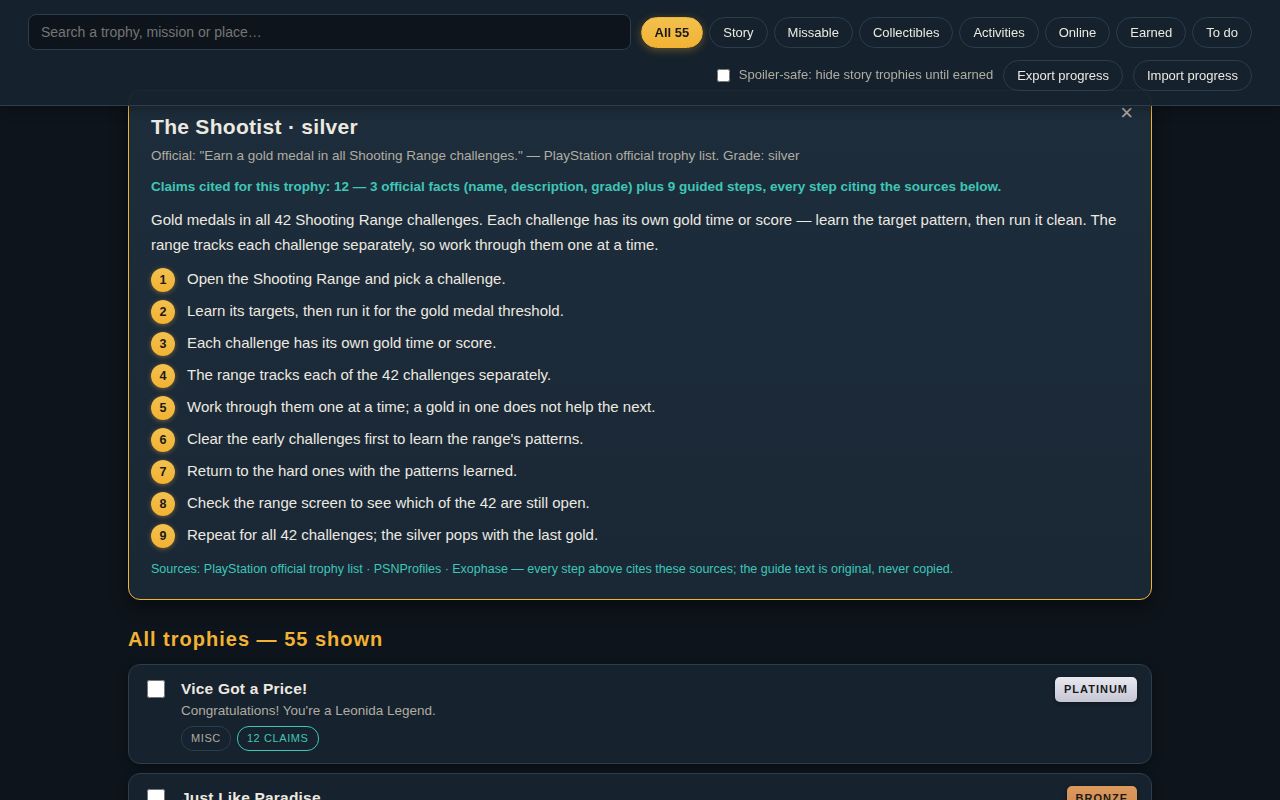 Search a trophy, mission or place…
All 55
Story
Missable
Collectibles
Activities
Online
Earned
To do
Spoiler-safe: hide story trophies until earned
Export progress
Import progress
✕
The Shootist · silver
Official: "Earn a gold medal in all Shooting Range challenges." — PlayStation official trophy list. Grade: silver
Claims cited for this trophy: 12 — 3 official facts (name, description, grade) plus 9 guided steps, every step citing the sources below.
Gold medals in all 42 Shooting Range challenges. Each challenge has its own gold time or score — learn the target pattern, then run it clean. The
range tracks each challenge separately, so work through them one at a time.
1 Open the Shooting Range and pick a challenge.
2 Learn its targets, then run it for the gold medal threshold.
3 Each challenge has its own gold time or score.
4 The range tracks each of the 42 challenges separately.
5 Work through them one at a time; a gold in one does not help the next.
6 Clear the early challenges first to learn the range's patterns.
7 Return to the hard ones with the patterns learned.
8 Check the range screen to see which of the 42 are still open.
9 Repeat for all 42 challenges; the silver pops with the last gold.
Sources: PlayStation official trophy list · PSNProfiles · Exophase — every step above cites these sources; the guide text is original, never copied.
All trophies — 55 shown
Vice Got a Price!
PLATINUM
Congratulations! You're a Leonida Legend.
MISC
12 CLAIMS
Just Like Paradise
BRONZE